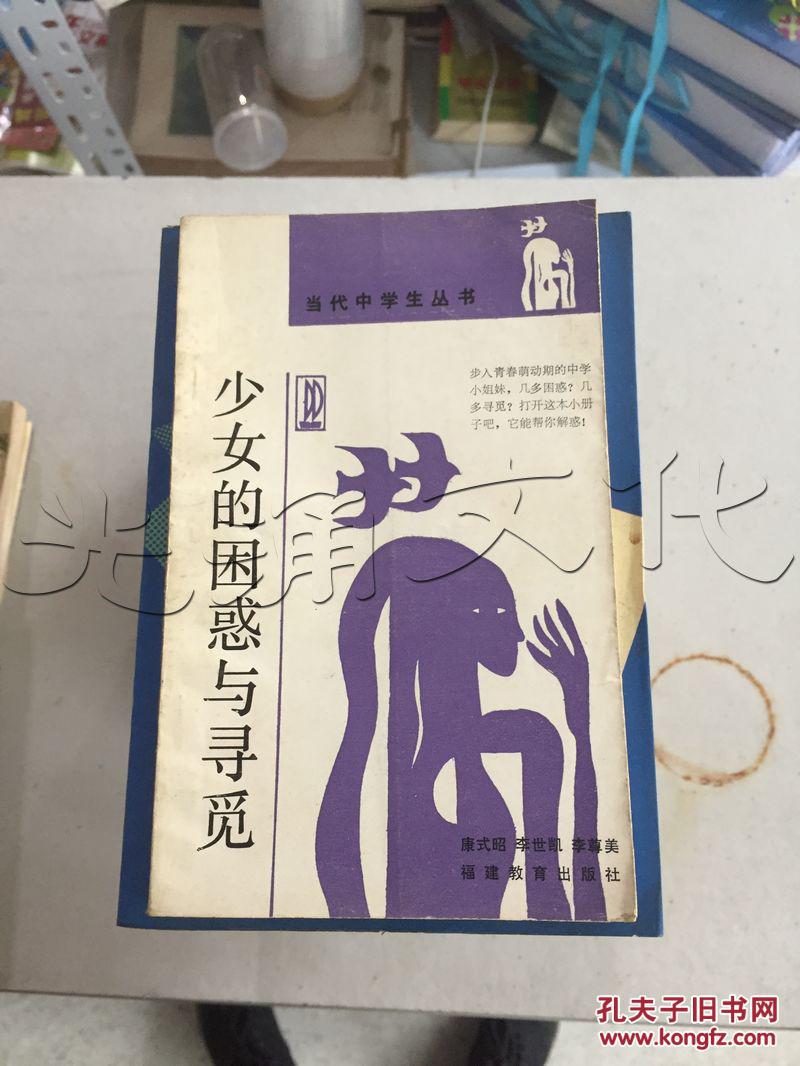 当代中学生丛书
步入青春萌动期的中学
小姐妹，几多困惑？几
多寻觅？打开这本小册
子吧，它能帮你解惑！
少女的困惑与寻觅
康式昭 李世凯 李尊美
福建教育出版社
孔夫子旧书网
www.kongfz.com